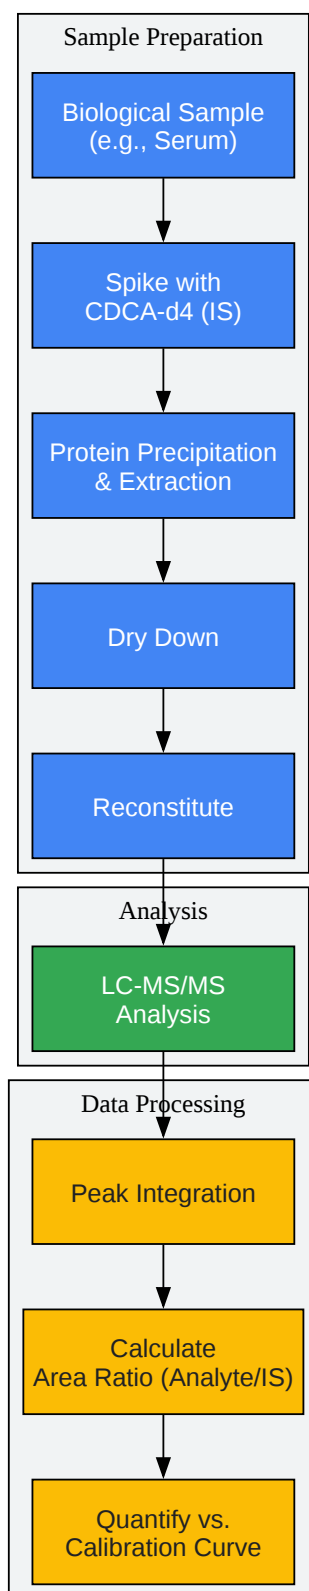 Sample Preparation
Biological Sample
(e.g., Serum)
Spike with
CDCA-d4 (IS)
Protein Precipitation
& Extraction
Dry Down
Reconstitute
Analysis
LC-MS/MS
Analysis
Data Processing
Peak Integration
Calculate
Area Ratio (Analyte/IS)
Quantify vs.
Calibration Curve